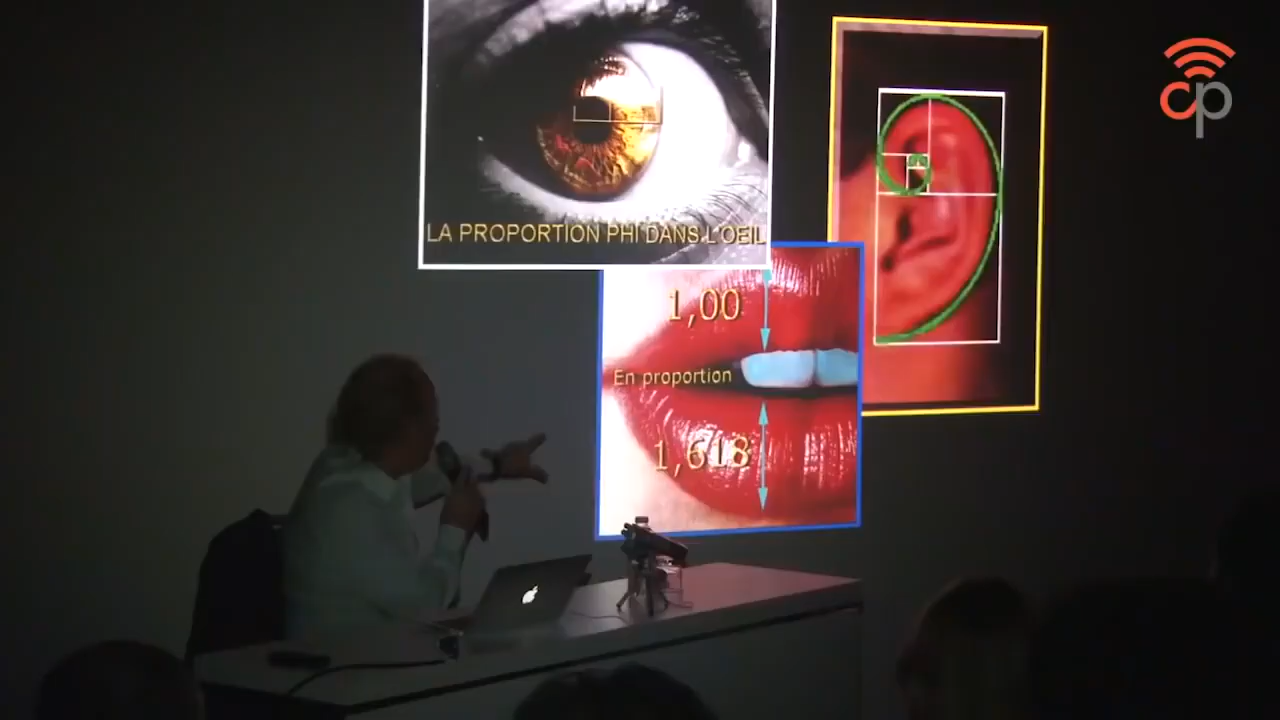 cp
LA PROPORTION PHI DANS L'OEIL
1,00
En proportion
1,618